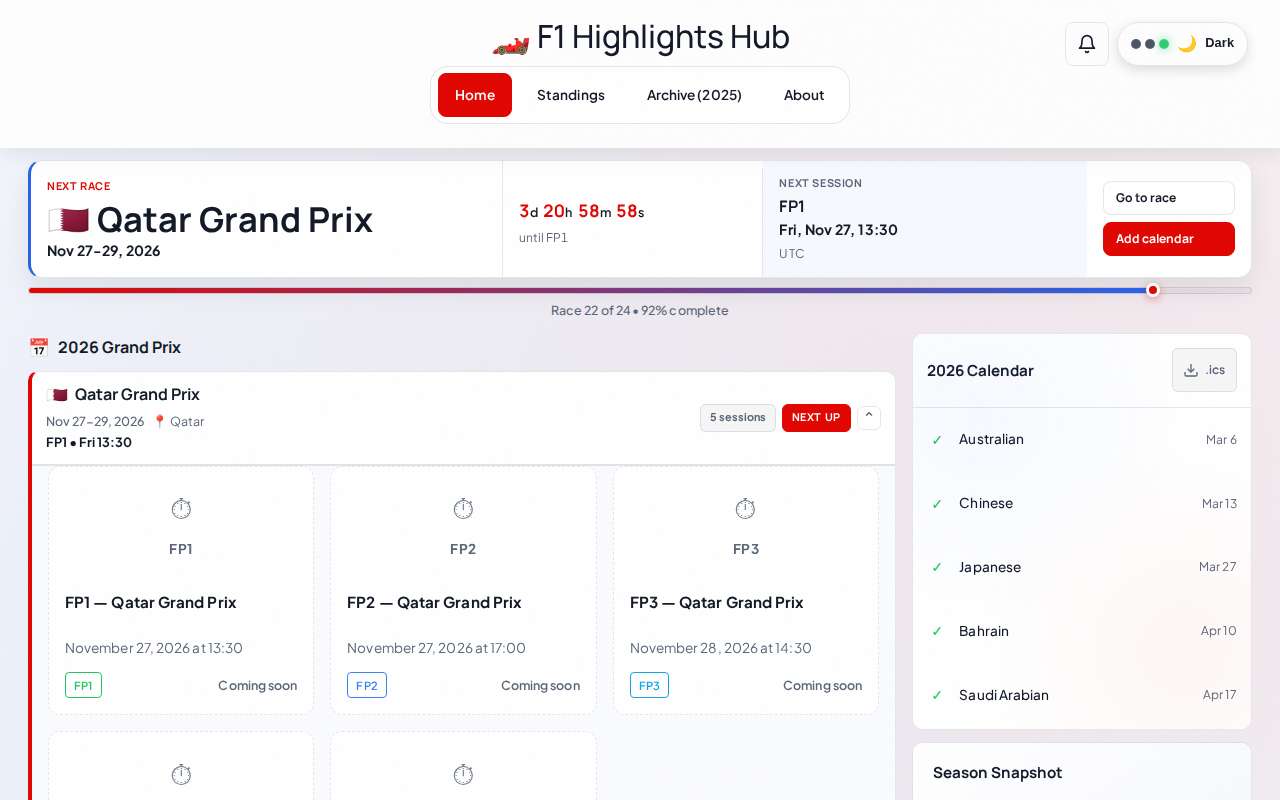 F1 Highlights Hub
Dark
Home
Standings
Archive (2025)
About
NEXT RACE
Qatar Grand Prix
Nov 27–29, 2026
3d 20h 58m 58s
until FP1
NEXT SESSION
FP1
Fri, Nov 27, 13:30
UTC
Go to race
Add calendar
Race 22 of 24 • 92% complete
2026 Grand Prix
Qatar Grand Prix
Nov 27–29, 2026 Qatar
FP1 • Fri 13:30
5 sessions
NEXT UP
FP1
FP1 — Qatar Grand Prix
November 27, 2026 at 13:30
FP1
Coming soon
FP2
FP2 — Qatar Grand Prix
November 27, 2026 at 17:00
FP2
Coming soon
FP3
FP3 — Qatar Grand Prix
November 28, 2026 at 14:30
FP3
Coming soon
2026 Calendar
.ics
✓ Australian Mar 6
✓ Chinese Mar 13
✓ Japanese Mar 27
✓ Bahrain Apr 10
✓ Saudi Arabian Apr 17
Season Snapshot